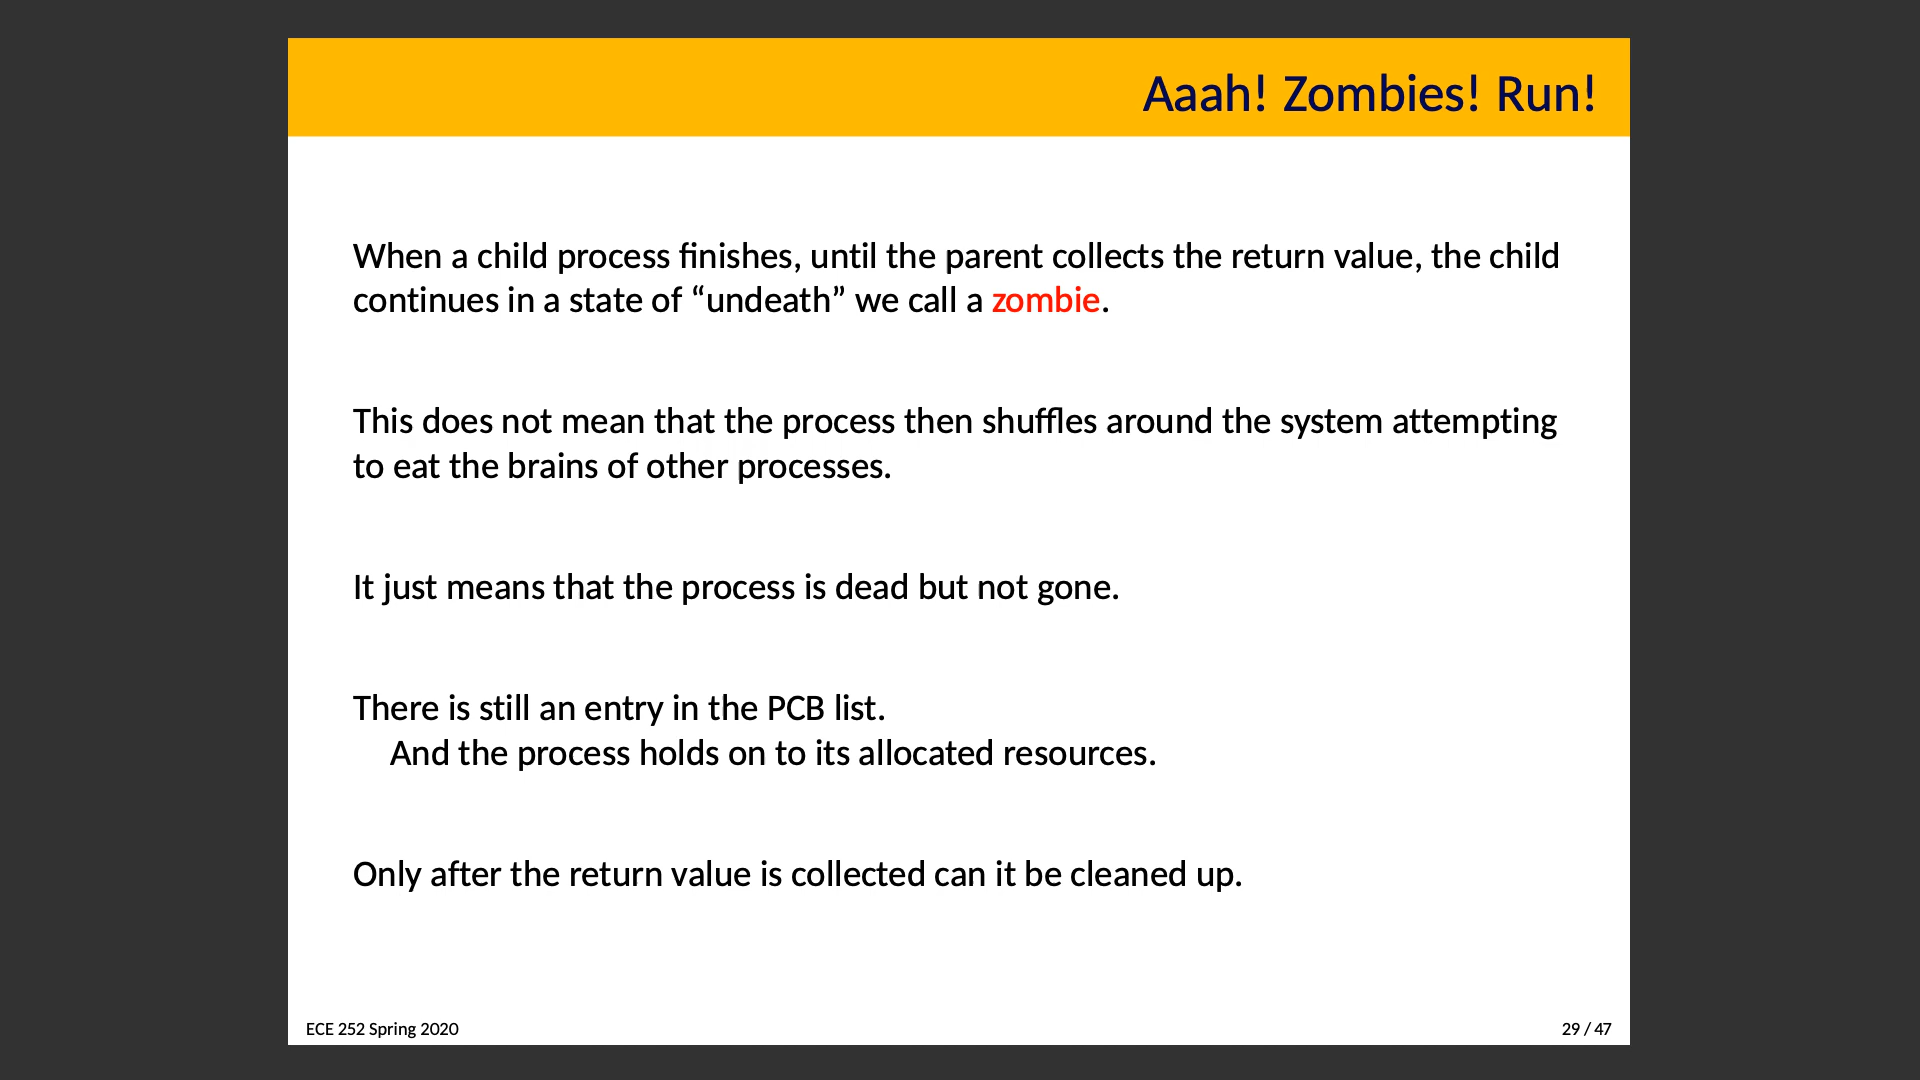 Aaah! Zombies! Run!
When a child process finishes, until the parent collects the return value, the child
continues in a state of “undeath” we call a zombie.
This does not mean that the process then shuffles around the system attempting
to eat the brains of other processes.
It just means that the process is dead but not gone.
There is still an entry in the PCB list.
And the process holds on to its allocated resources.
Only after the return value is collected can it be cleaned up.
ECE 252 Spring 2020
29 / 47